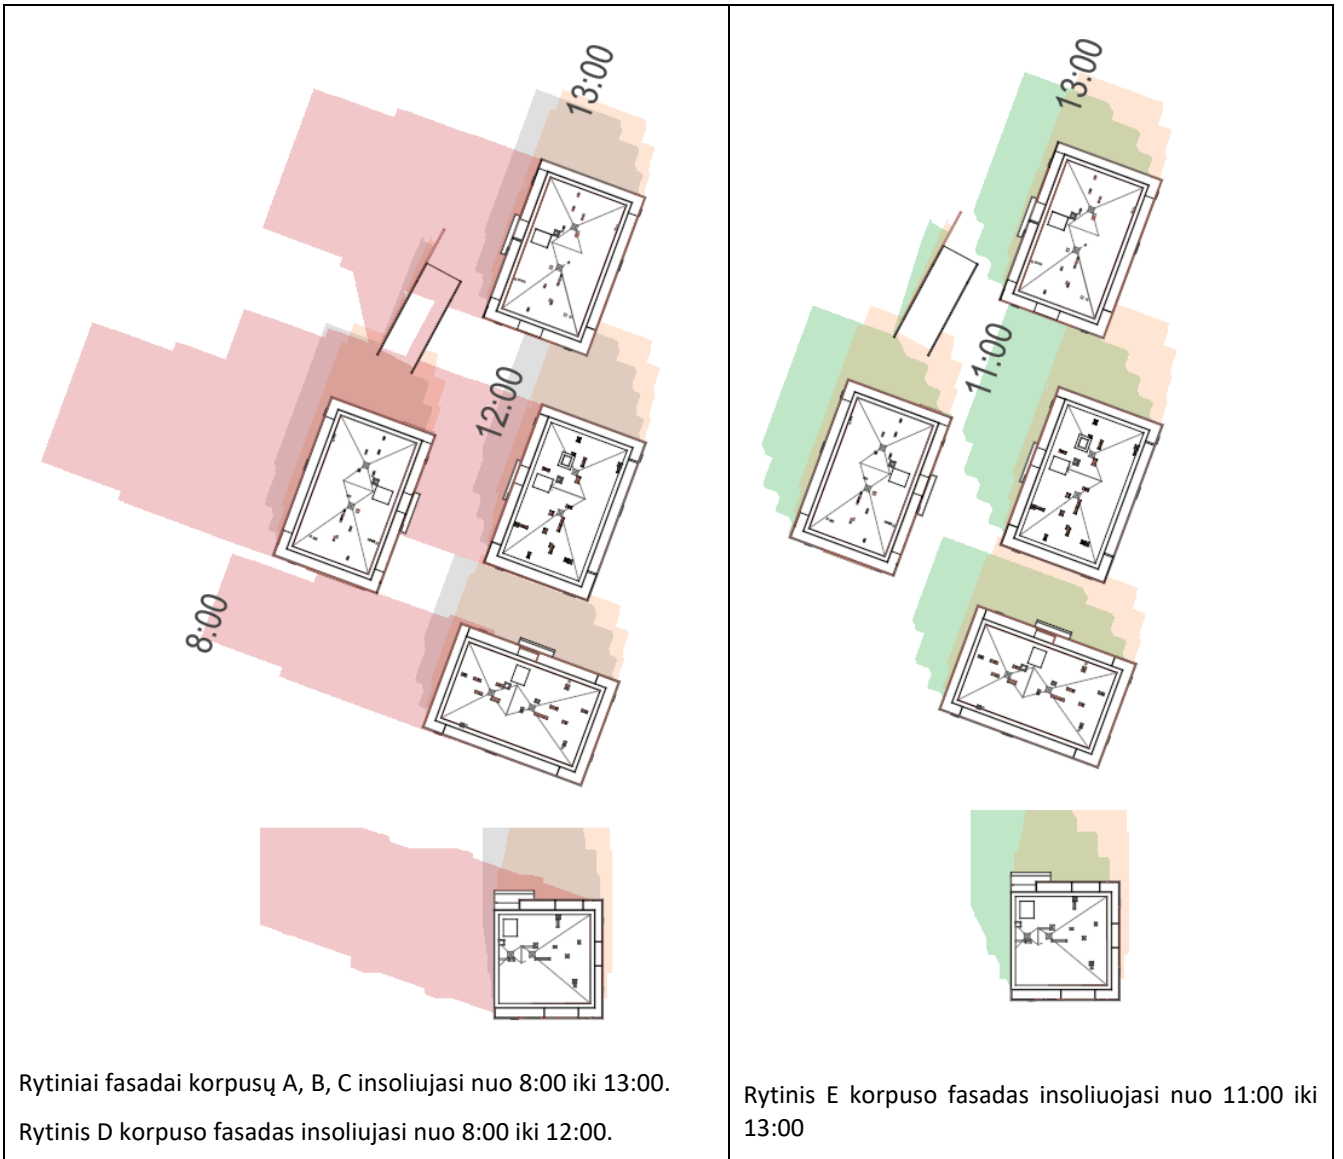 13:00
12:00
8:00
Rytiniai fasadai korpusų A, B, C insoliujasi nuo 8:00 iki 13:00.
Rytinis D korpuso fasadas insoliujasi nuo 8:00 iki 12:00.
13:00
11:00
Rytinis E korpuso fasadas insoliuojasi nuo 11:00 iki
13:00